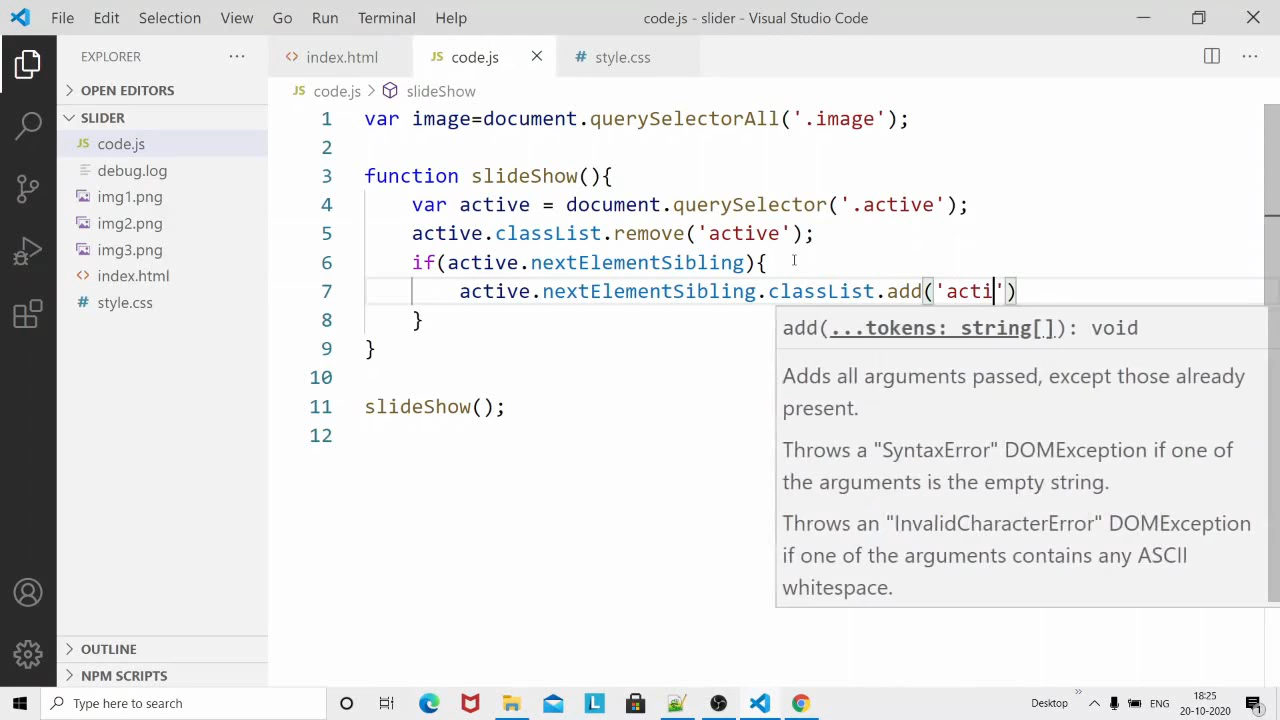 File Edit Selection View Go Run Terminal Help code.js - slider - Visual Studio Code
EXPLORER ...
OPEN EDITORS
SLIDER
JS code.js
debug.log
img1.png
img2.png
img3.png
<> index.html
# style.css
OUTLINE
NPM SCRIPTS
<> index.html JS code.js # style.css
JS code.js > slideShow
1 var image=document.querySelectorAll('.image');
2
3 function slideShow(){
4 var active = document.querySelector('.active');
5 active.classList.remove('active');
6 if(active.nextElementSibling){
7 active.nextElementSibling.classList.add('acti')
8 }
9 }
10
11 slideShow();
12
add(...tokens: string[]): void
Adds all arguments passed, except those already
present.
Throws a "SyntaxError" DOMException if one of
the arguments is the empty string.
Throws an "InvalidCharacterError" DOMException
if one of the arguments contains any ASCII
whitespace.
Type here to search
L
Desktop
ENG
18:25
20-10-2020
1